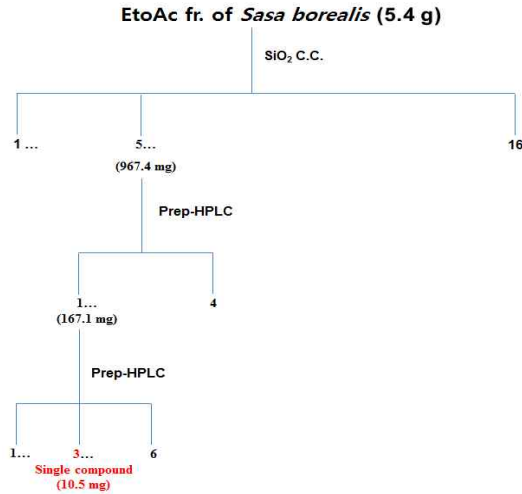 EtoAc fr. of Sasa borealis (5.4 g)
SiO₂ C.C.
1 ... 5... 16
(967.4 mg)
Prep-HPLC
1... 4
(167.1 mg)
Prep-HPLC
1... 3... 6
Single compound
(10.5 mg)